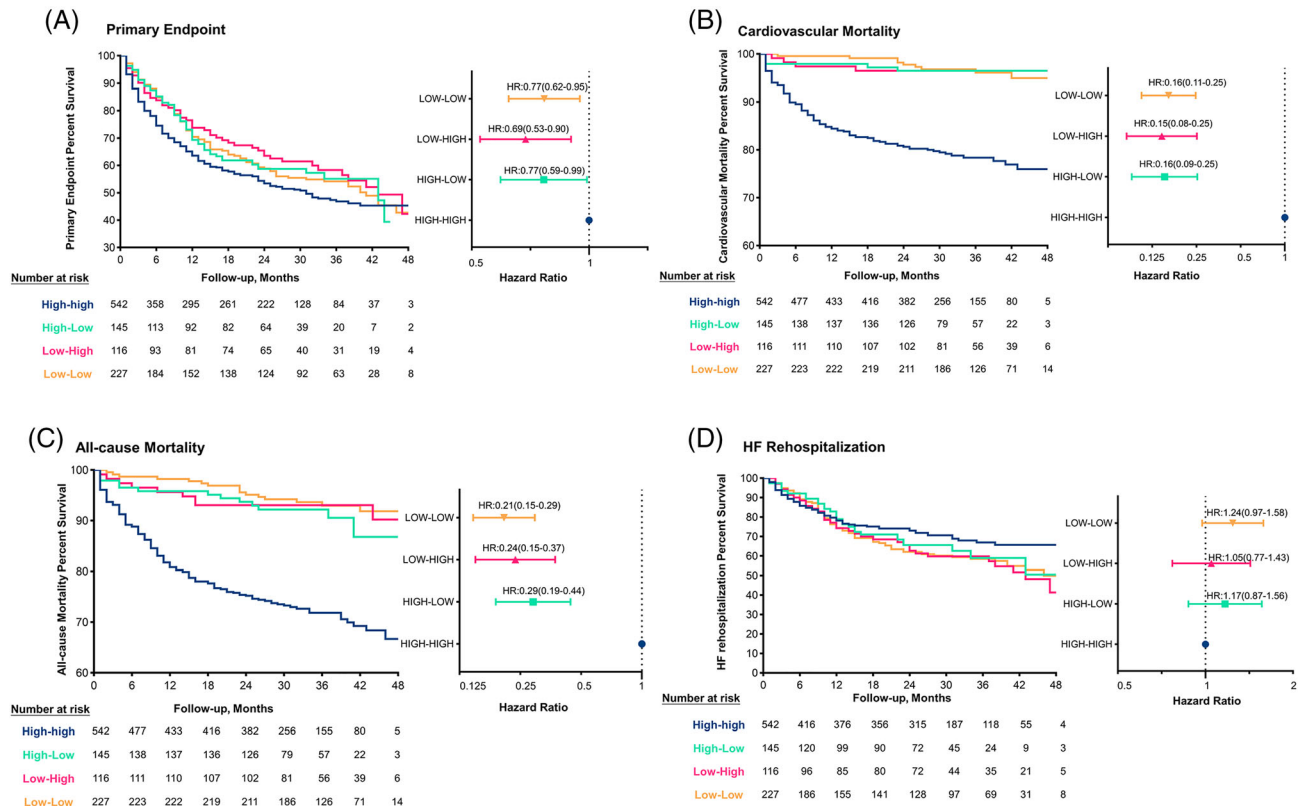 (A)
Primary Endpoint
Primary Endpoint Percent Survival
100
90
80
70
60
50
40
30
0 6 12 18 24 30 36 42 48
Follow-up, Months
LOW-LOW
HR:0.77(0.62-0.95)
LOW-HIGH
HR:0.69(0.53-0.90)
HIGH-LOW
HR:0.77(0.59-0.99)
HIGH-HIGH
0.5 1
Hazard Ratio
Number at risk
High-high 542 358 295 261 222 128 84 37 3
High-Low 145 113 92 82 64 39 20 7 2
Low-High 116 93 81 74 65 40 31 19 4
Low-Low 227 184 152 138 124 92 63 28 8
(B)
Cardiovascular Mortality
Cardiovascular Mortality Percent Survival
100
90
80
70
60
0 6 12 18 24 30 36 42 48
Follow-up, Months
LOW-LOW
HR:0.16(0.11-0.25)
LOW-HIGH
HR:0.15(0.08-0.25)
HIGH-LOW
HR:0.16(0.09-0.25)
HIGH-HIGH
0.125 0.25 0.5 1
Hazard Ratio
Number at risk
High-high 542 477 433 416 382 256 155 80 5
High-Low 145 138 137 136 126 79 57 22 3
Low-High 116 111 110 107 102 81 56 39 6
Low-Low 227 223 222 219 211 186 126 71 14
(C)
All-cause Mortality
All-cause Mortality Percent Survival
100
90
80
70
60
0 6 12 18 24 30 36 42 48
Follow-up, Months
LOW-LOW
HR:0.21(0.15-0.29)
LOW-HIGH
HR:0.24(0.15-0.37)
HIGH-LOW
HR:0.29(0.19-0.44)
HIGH-HIGH
0.125 0.25 0.5 1
Hazard Ratio
Number at risk
High-high 542 477 433 416 382 256 155 80 5
High-Low 145 138 137 136 126 79 57 22 3
Low-High 116 111 110 107 102 81 56 39 6
Low-Low 227 223 222 219 211 186 126 71 14
(D)
HF Rehospitalization
HF rehospitalization Percent Survival
100
90
80
70
60
50
40
30
20
10
0
0 6 12 18 24 30 36 42 48
Follow-up, Months
LOW-LOW
HR:1.24(0.97-1.58)
LOW-HIGH
HR:1.05(0.77-1.43)
HIGH-LOW
HR:1.17(0.87-1.56)
HIGH-HIGH
0.5 1 2
Hazard Ratio
Number at risk
High-high 542 416 376 356 315 187 118 55 4
High-Low 145 120 99 90 72 45 24 9 3
Low-High 116 96 85 80 72 44 35 21 5
Low-Low 227 186 155 141 128 97 69 31 8